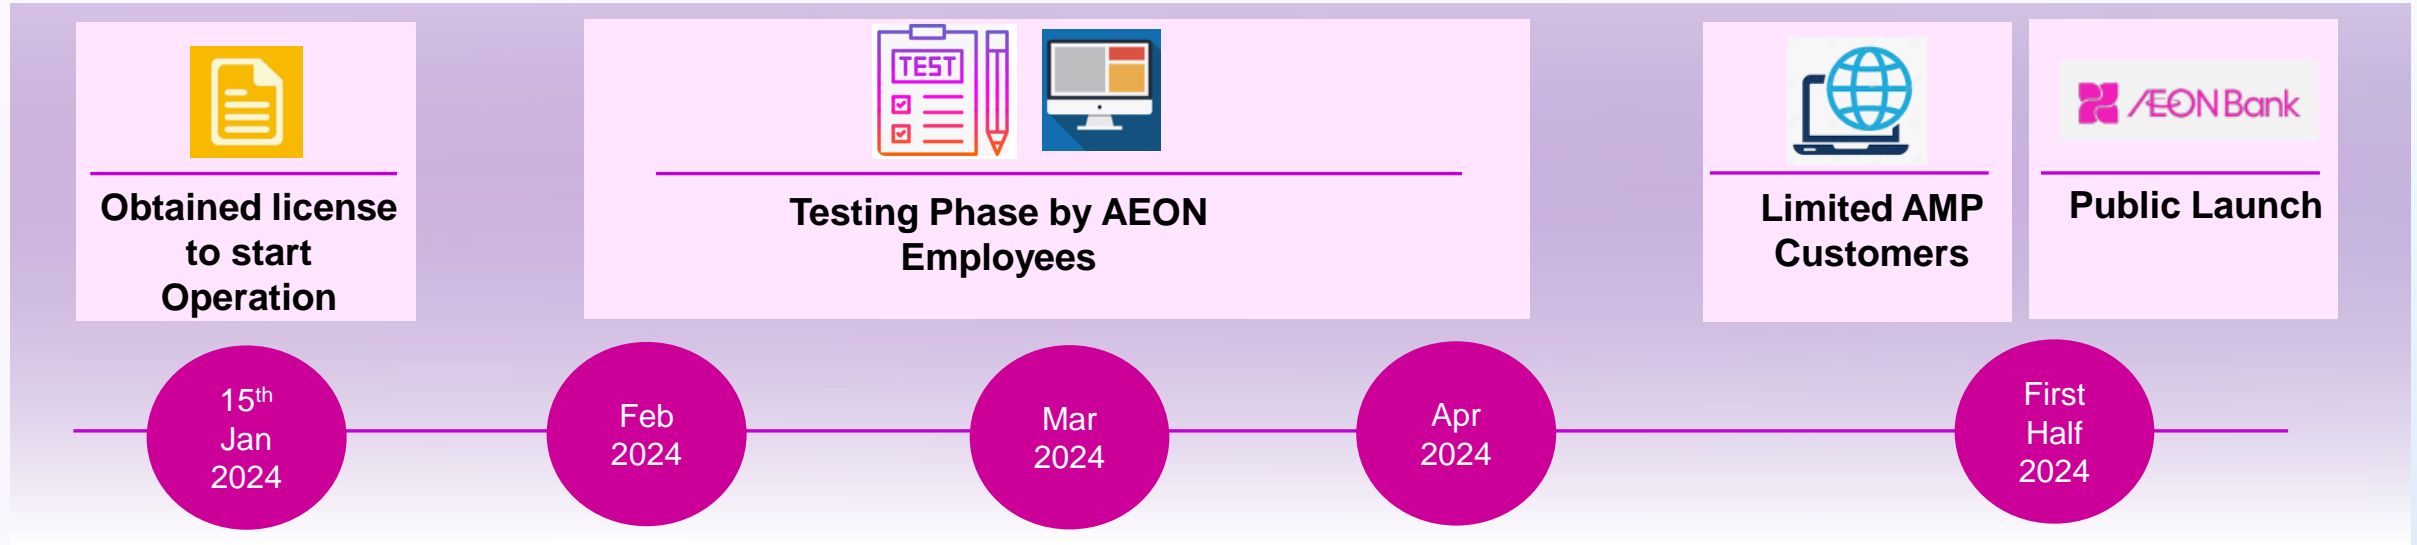 TEST
ÆON Bank
Obtained license
to start
Operation
Testing Phase by AEON
Employees
Limited AMP
Customers
Public Launch
15th
Jan
2024
Feb
2024
Mar
2024
Apr
2024
First
Half
2024